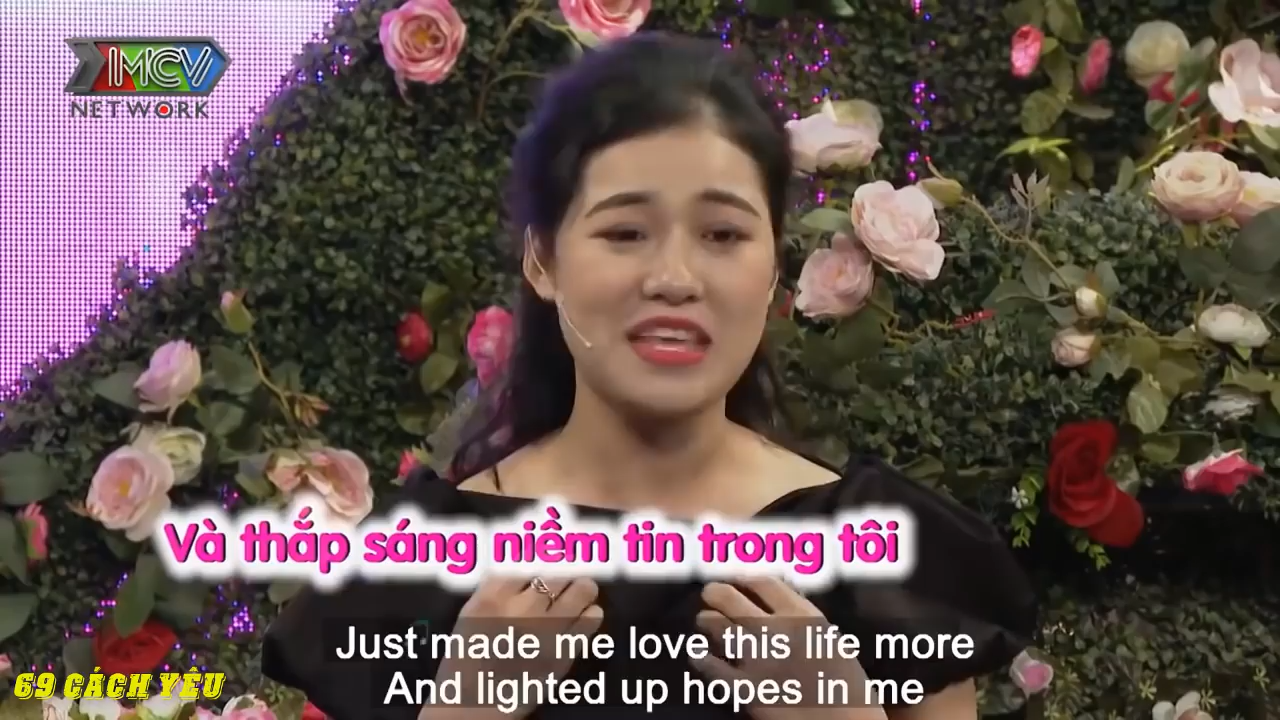 MCV
NETWORK
Và thắp sáng niềm tin trong tôi
Just made me love this life more
And lighted up hopes in me
69 CÁCH YÊU